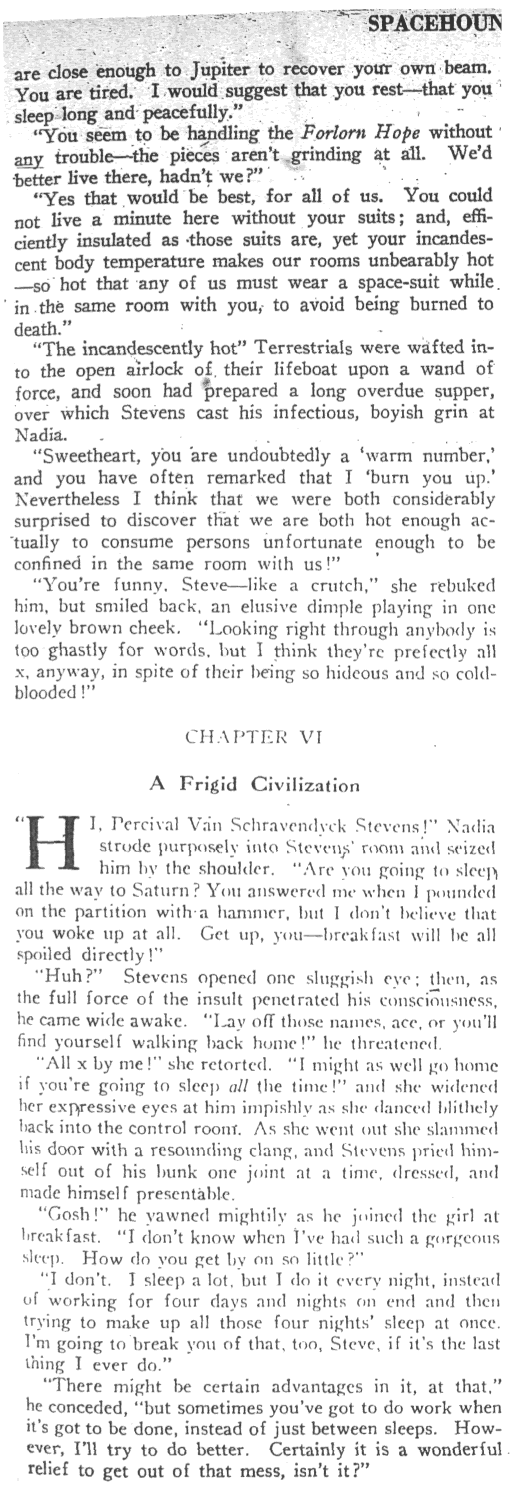 SPACEHOUN
are close enough to Jupiter to recover your own beam.
You are tired. I would suggest that you rest—that you
sleep long and peacefully."
"You seem to be handling the Forlorn Hope without
any trouble—the pieces aren't grinding at all. We'd
better live there, hadn't we?"
"Yes that would be best, for all of us. You could
not live a minute here without your suits; and, effi-
ciently insulated as those suits are, yet your incandes-
cent body temperature makes our rooms unbearably hot
—so hot that any of us must wear a space-suit while
in the same room with you, to avoid being burned to
death."
"The incandescently hot" Terrestrials were wafted in-
to the open airlock of their lifeboat upon a wand of
force, and soon had prepared a long overdue supper,
over which Stevens cast his infectious, boyish grin at
Nadia.
"Sweetheart, you are undoubtedly a 'warm number,'
and you have often remarked that I 'burn you up.'
Nevertheless I think that we were both considerably
surprised to discover that we are both hot enough ac-
tually to consume persons unfortunate enough to be
confined in the same room with us!"
"You're funny, Steve—like a crutch," she rebuked
him, but smiled back, an elusive dimple playing in one
lovely brown cheek. "Looking right through anybody is
too ghastly for words, but I think they're prefectly all
x, anyway, in spite of their being so hideous and so cold-
blooded!"
CHAPTER VI
A Frigid Civilization
"HI, Percival Van Schravendyck Stevens!" Nadia
strode purposely into Stevens' room and seized
him by the shoulder. "Are you going to sleep
all the way to Saturn? You answered me when I pounded
on the partition with a hammer, but I don't believe that
you woke up at all. Get up, you—breakfast will be all
spoiled directly!"
"Huh?" Stevens opened one sluggish eye; then, as
the full force of the insult penetrated his consciousness,
he came wide awake. "Lay off those names, ace, or you'll
find yourself walking back home!" he threatened.
"All x by me!" she retorted. "I might as well go home
if you're going to sleep all the time!" and she widened
her expressive eyes at him impishly as she danced blithely
back into the control room. As she went out she slammed
his door with a resounding clang, and Stevens pried him-
self out of his bunk one joint at a time, dressed, and
made himself presentable.
"Gosh!" he yawned mightily as he joined the girl at
breakfast. "I don't know when I've had such a gorgeous
sleep. How do you get by on so little?"
"I don't. I sleep a lot, but I do it every night, instead
of working for four days and nights on end and then
trying to make up all those four nights' sleep at once.
I'm going to break you of that, too, Steve, if it's the last
thing I ever do."
"There might be certain advantages in it, at that,"
he conceded, "but sometimes you've got to do work when
it's got to be done, instead of just between sleeps. How-
ever, I'll try to do better. Certainly it is a wonderful
relief to get out of that mess, isn't it?"